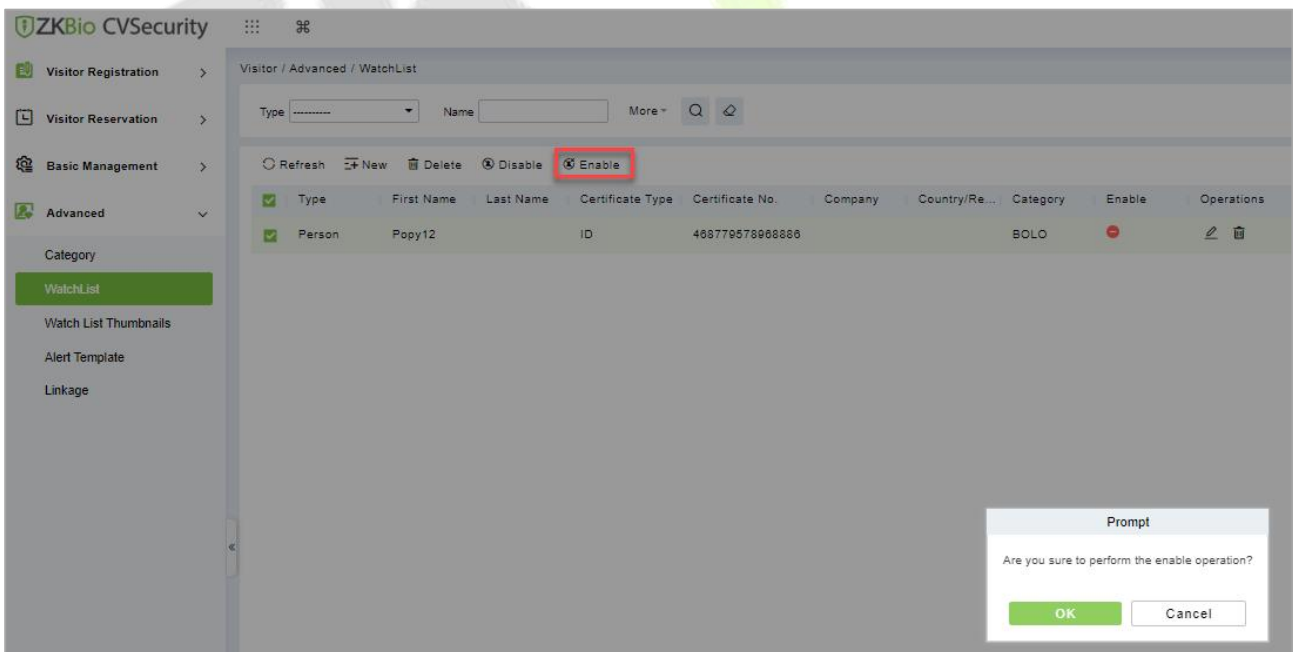 ZKBio CVSecurity
Visitor Registration
Visitor Reservation
Basic Management
Advanced
Category
WatchList
Watch List Thumbnails
Alert Template
Linkage
Visitor / Advanced / WatchList
Type ---------- Name More
Refresh New Delete Disable Enable
Type First Name Last Name Certificate Type Certificate No. Company Country/Re... Category Enable Operations
Person Popy12 ID 468779578968886 BOLO
Prompt
Are you sure to perform the enable operation?
OK Cancel